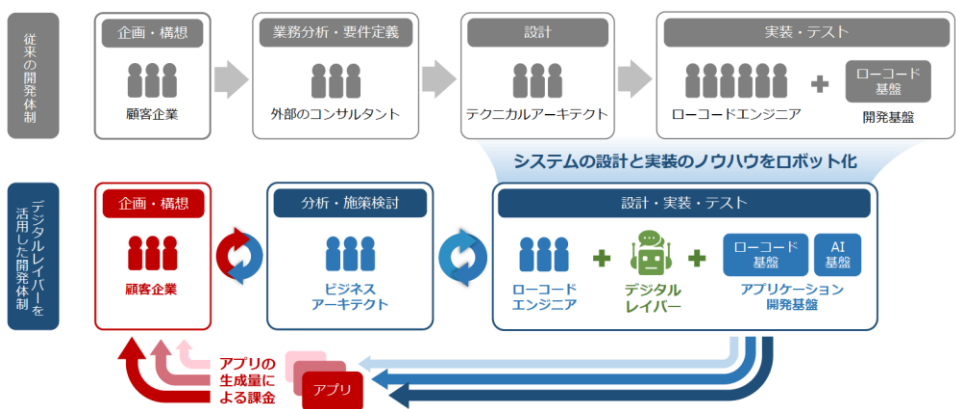 従来の開発体制
企画・構想
顧客企業
業務分析・要件定義
外部のコンサルタント
設計
テクニカルアーキテクト
実装・テスト
ローコードエンジニア
+
ローコード
基盤
開発基盤
システムの設計と実装のノウハウをロボット化
デジタルレイバーを
活用した開発体制
企画・構想
顧客企業
分析・施策検討
ビジネス
アーキテクト
設計・実装・テスト
ローコード
エンジニア
+
デジタル
レイバー
+
ローコード
基盤
AI
基盤
アプリケーション
開発基盤
アプリの
生成量に
よる課金
アプリ